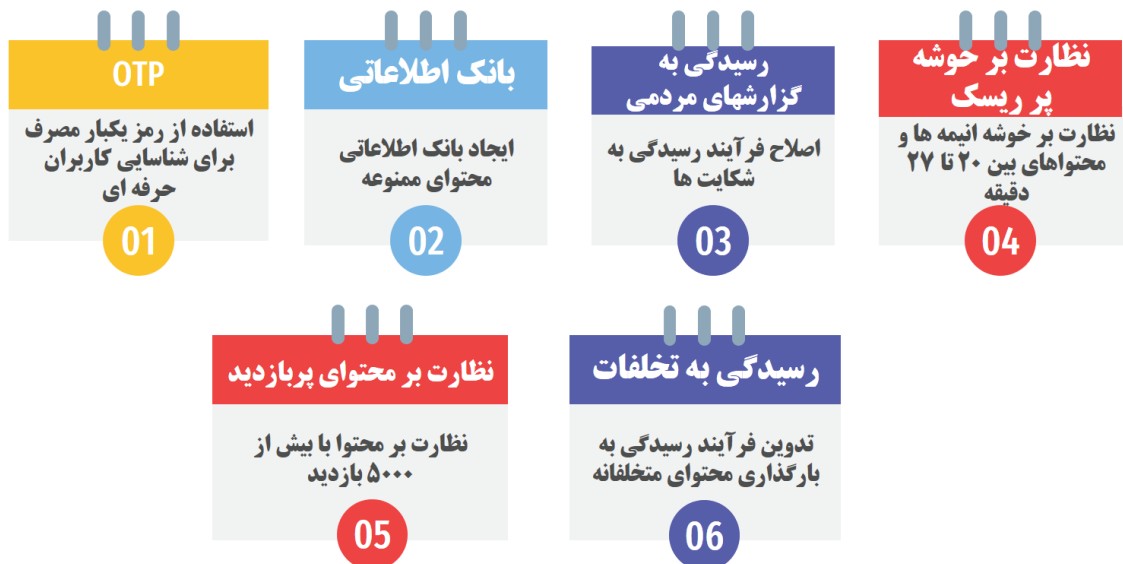 OTP
استفاده از رمز یکبار مصرف
برای شناسایی کاربران
حرفه ای
01
بانک اطلاعاتی
ایجاد بانک اطلاعاتی
محتوای ممنوعه
02
رسیدگی به
گزارشهای مردمی
اصلاح فرآیند رسیدگی به
شکایت ها
03
نظارت بر خوشه
پر ریسک
نظارت بر خوشه انیمه ها و
محتواهای بین ۲۰ تا ۲۷
دقیقه
04
نظارت بر محتوای پربازدید
نظارت بر محتوا با بیش از
۵۰۰۰ بازدید
05
رسیدگی به تخلفات
تدوین فرآیند رسیدگی به
بارگذاری محتوای متخلفانه
06